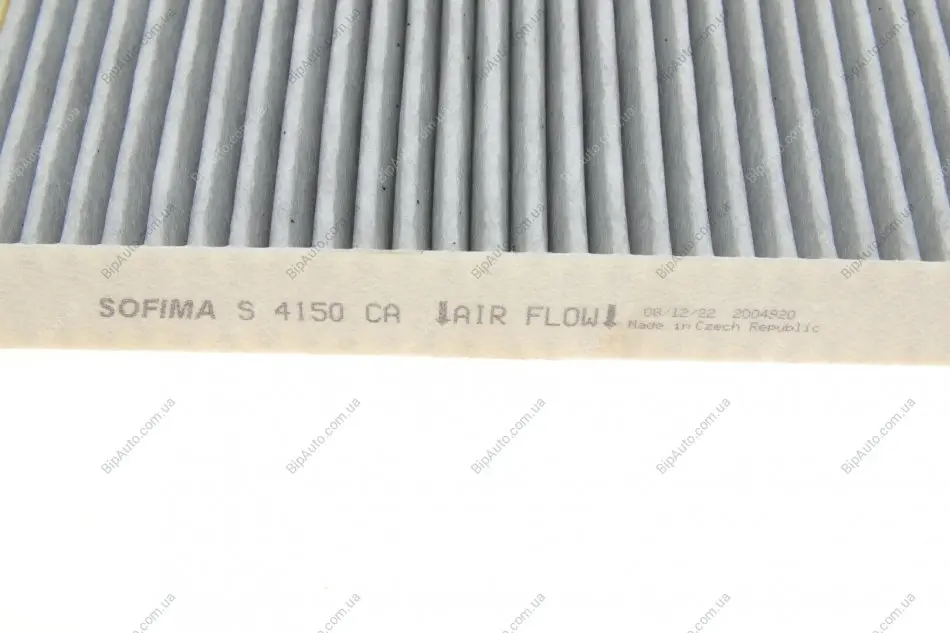 SOFIMA S 4150 CA ⬇AIR FLOW⬇ 08/12/22 2004920
Made in Czech Republic
BipAuto.com.ua